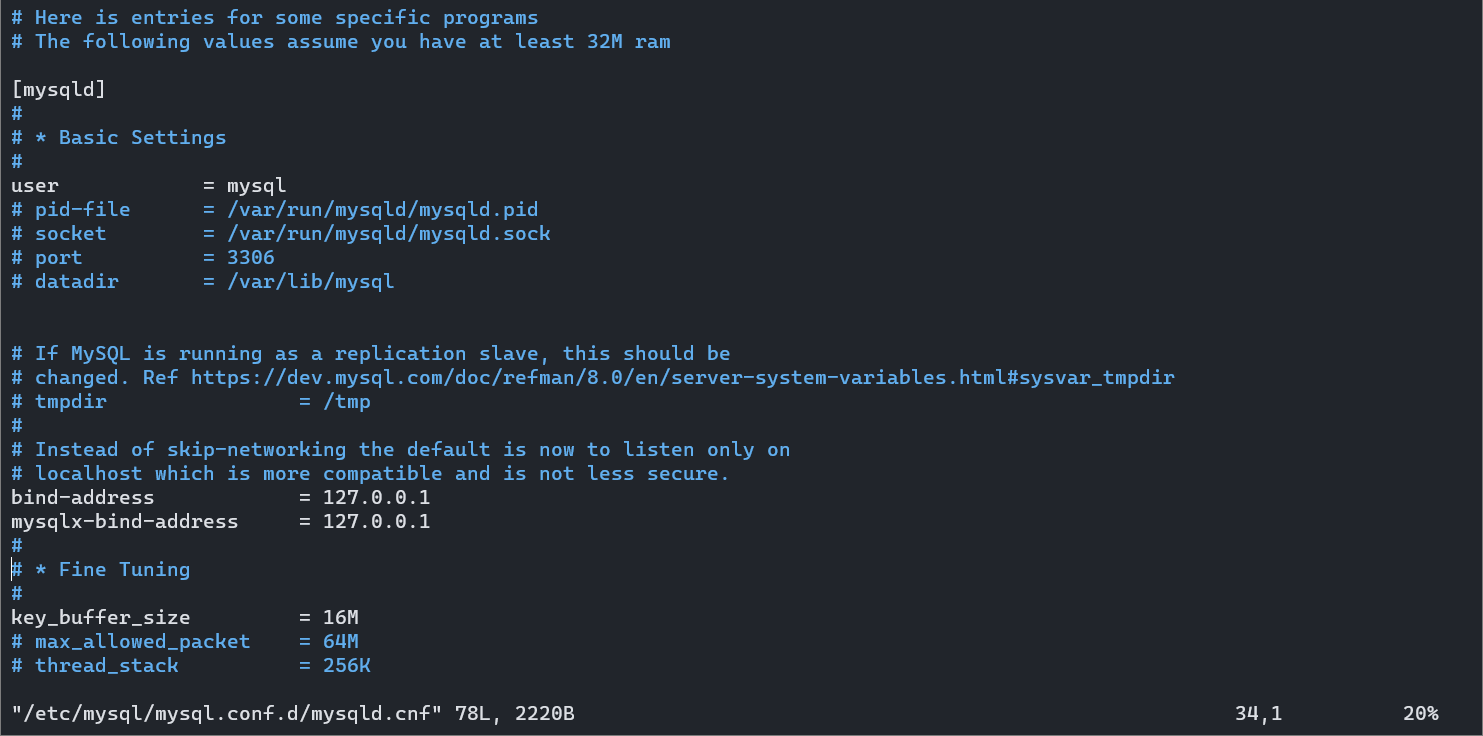 # Here is entries for some specific programs
# The following values assume you have at least 32M ram
[mysqld]
#
# * Basic Settings
#
user            = mysql
# pid-file      = /var/run/mysqld/mysqld.pid
# socket        = /var/run/mysqld/mysqld.sock
# port          = 3306
# datadir       = /var/lib/mysql
# If MySQL is running as a replication slave, this should be
# changed. Ref https://dev.mysql.com/doc/refman/8.0/en/server-system-variables.html#sysvar_tmpdir
# tmpdir                = /tmp
#
# Instead of skip-networking the default is now to listen only on
# localhost which is more compatible and is not less secure.
bind-address            = 127.0.0.1
mysqlx-bind-address     = 127.0.0.1
#
# * Fine Tuning
#
key_buffer_size         = 16M
# max_allowed_packet    = 64M
# thread_stack          = 256K
"/etc/mysql/mysql.conf.d/mysqld.cnf" 78L, 2220B                                                       34,1          20%